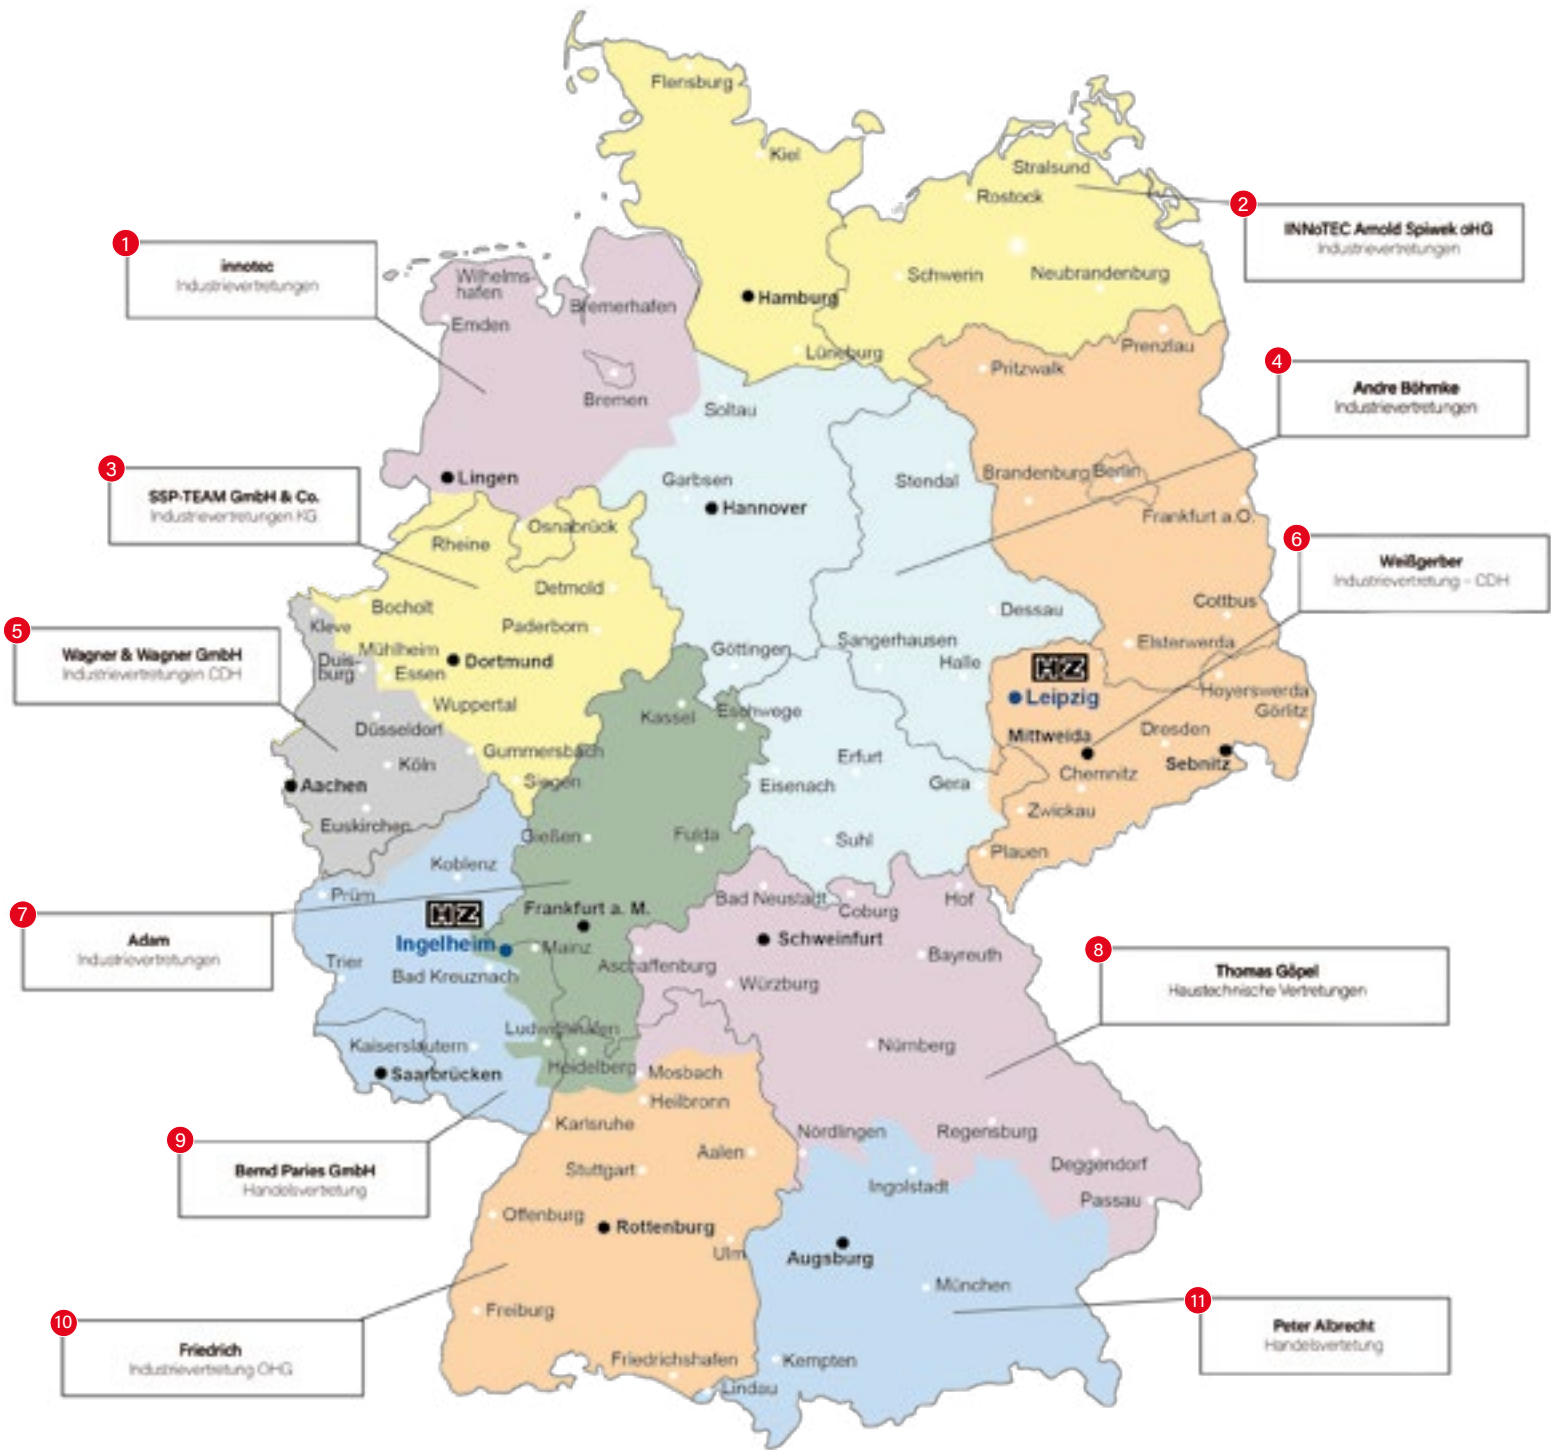 Flensburg
Kiel
Stralsund
Rostock
2
INNoTEC Arnold Spiwek oHG
Industrievertretungen
1
innotec
Industrievertretungen
Wilhelms-
hafen
Bremerhafen
Emden
Hamburg
Schwerin
Neubrandenburg
Lüneburg
Prenzlau
Pritzwalk
4
Andre Böhmke
Industrievertretungen
Bremen
Soltau
3
SSP-TEAM GmbH & Co.
Industrievertretungen KG
Lingen
Garbsen
Hannover
Stendal
Brandenburg
Berlin
Frankfurt a.O.
Osnabrück
Rheine
6
Weißgerber
Industrievertretung – CDH
Detmold
Bocholt
Paderborn
Dessau
Cottbus
5
Wagner & Wagner GmbH
Industrievertretungen CDH
Kleve
Mühlheim
Duis-
burg
Essen
Dortmund
Göttingen
Sangerhausen
Halle
Elsterwerda
HZ
Leipzig
Hoyerswerda
Görlitz
Wuppertal
Kassel
Eschwege
Düsseldorf
Mittweida
Dresden
Gummersbach
Köln
Erfurt
Sebnitz
Aachen
Siegen
Eisenach
Gera
Chemnitz
Zwickau
Euskirchen
Gießen
Fulda
Suhl
Plauen
Koblenz
Prüm
7
Adam
Industrievertretungen
HZ
Ingelheim
Frankfurt a. M.
Mainz
Bad Neustadt
Coburg
Hof
Schweinfurt
Bayreuth
8
Thomas Göpel
Haustechnische Vertretungen
Trier
Bad Kreuznach
Aschaffenburg
Würzburg
Ludwigshafen
Kaiserslautern
Nürnberg
Saarbrücken
Heidelberg
Mosbach
Heilbronn
9
Bernd Paries GmbH
Handelsvertretung
Karlsruhe
Nördlingen
Regensburg
Aalen
Stuttgart
Deggendorf
Ingolstadt
Passau
Offenburg
Rottenburg
Ulm
Augsburg
München
10
Friedrich
Industrievertretung OHG
Freiburg
11
Peter Albrecht
Handelsvertetung
Friedrichshafen
Kempten
Lindau